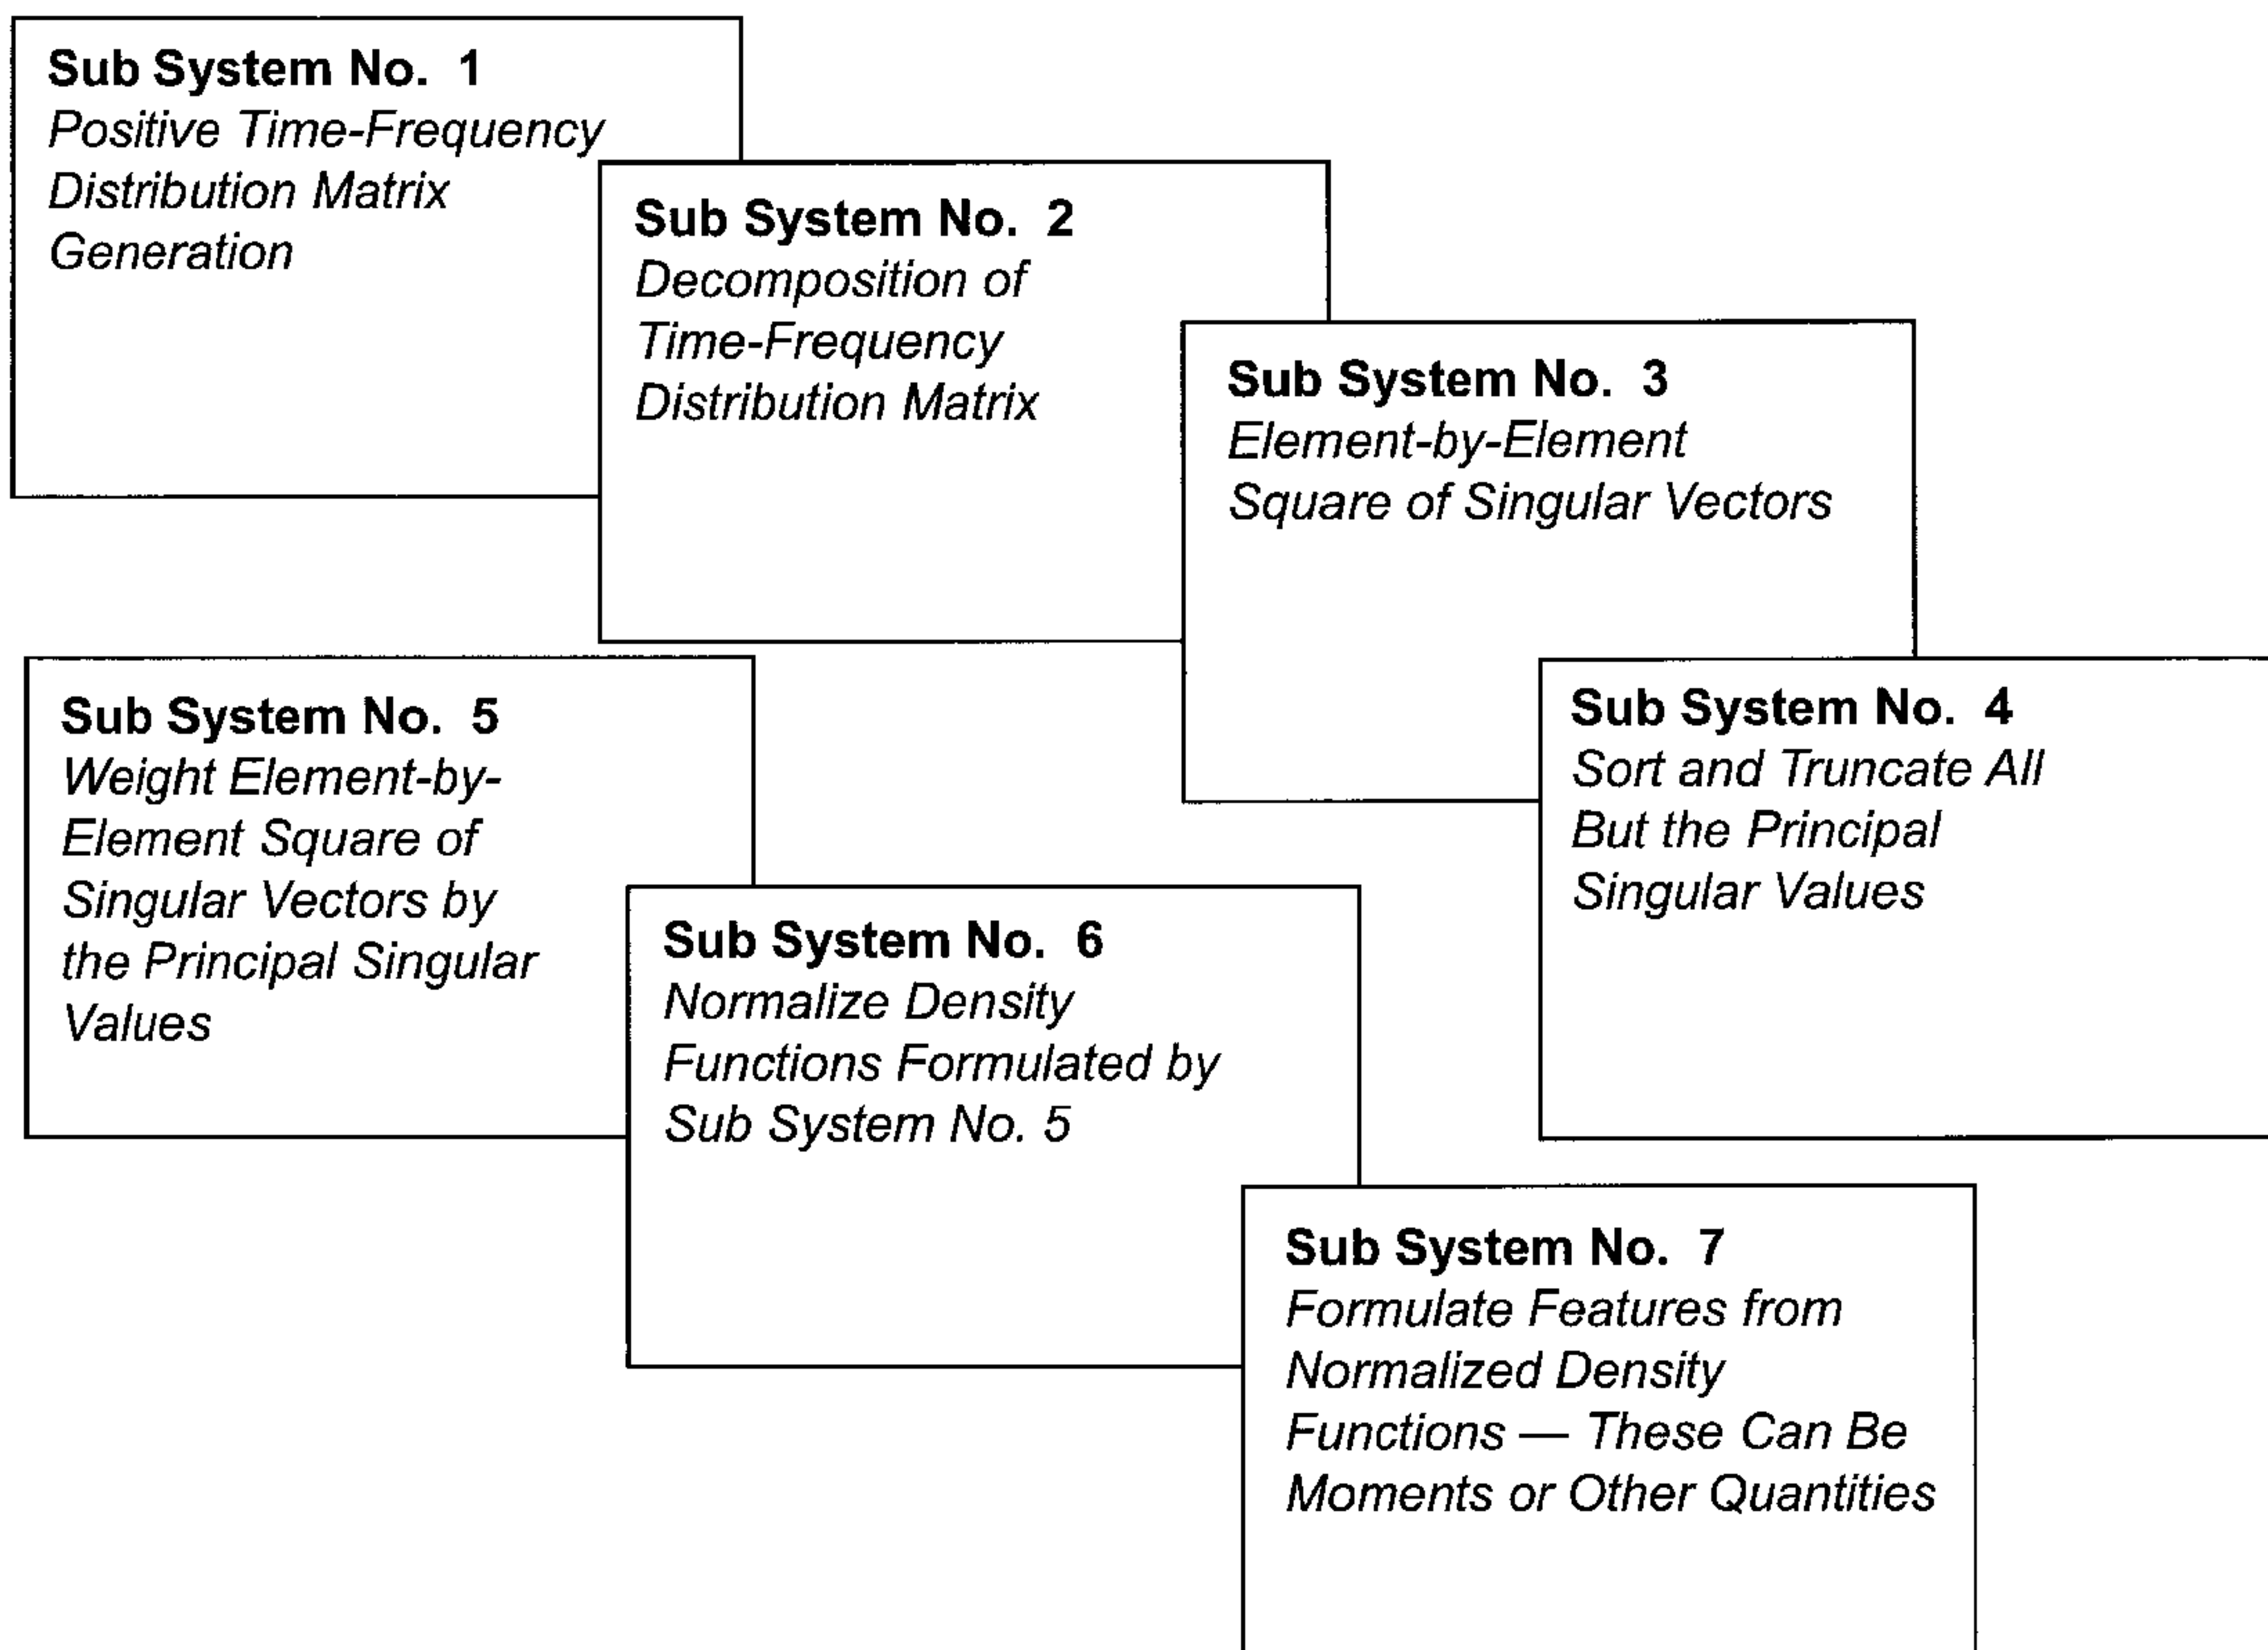 Sub System No. 1
Positive Time-Frequency
Distribution Matrix
Generation
Sub System No. 2
Decomposition of
Time-Frequency
Distribution Matrix
Sub System No. 3
Element-by-Element
Square of Singular Vectors
Sub System No. 4
Sort and Truncate All
But the Principal
Singular Values
Sub System No. 5
Weight Element-by-
Element Square of
Singular Vectors by
the Principal Singular
Values
Sub System No. 6
Normalize Density
Functions Formulated by
Sub System No. 5
Sub System No. 7
Formulate Features from
Normalized Density
Functions — These Can Be
Moments or Other Quantities